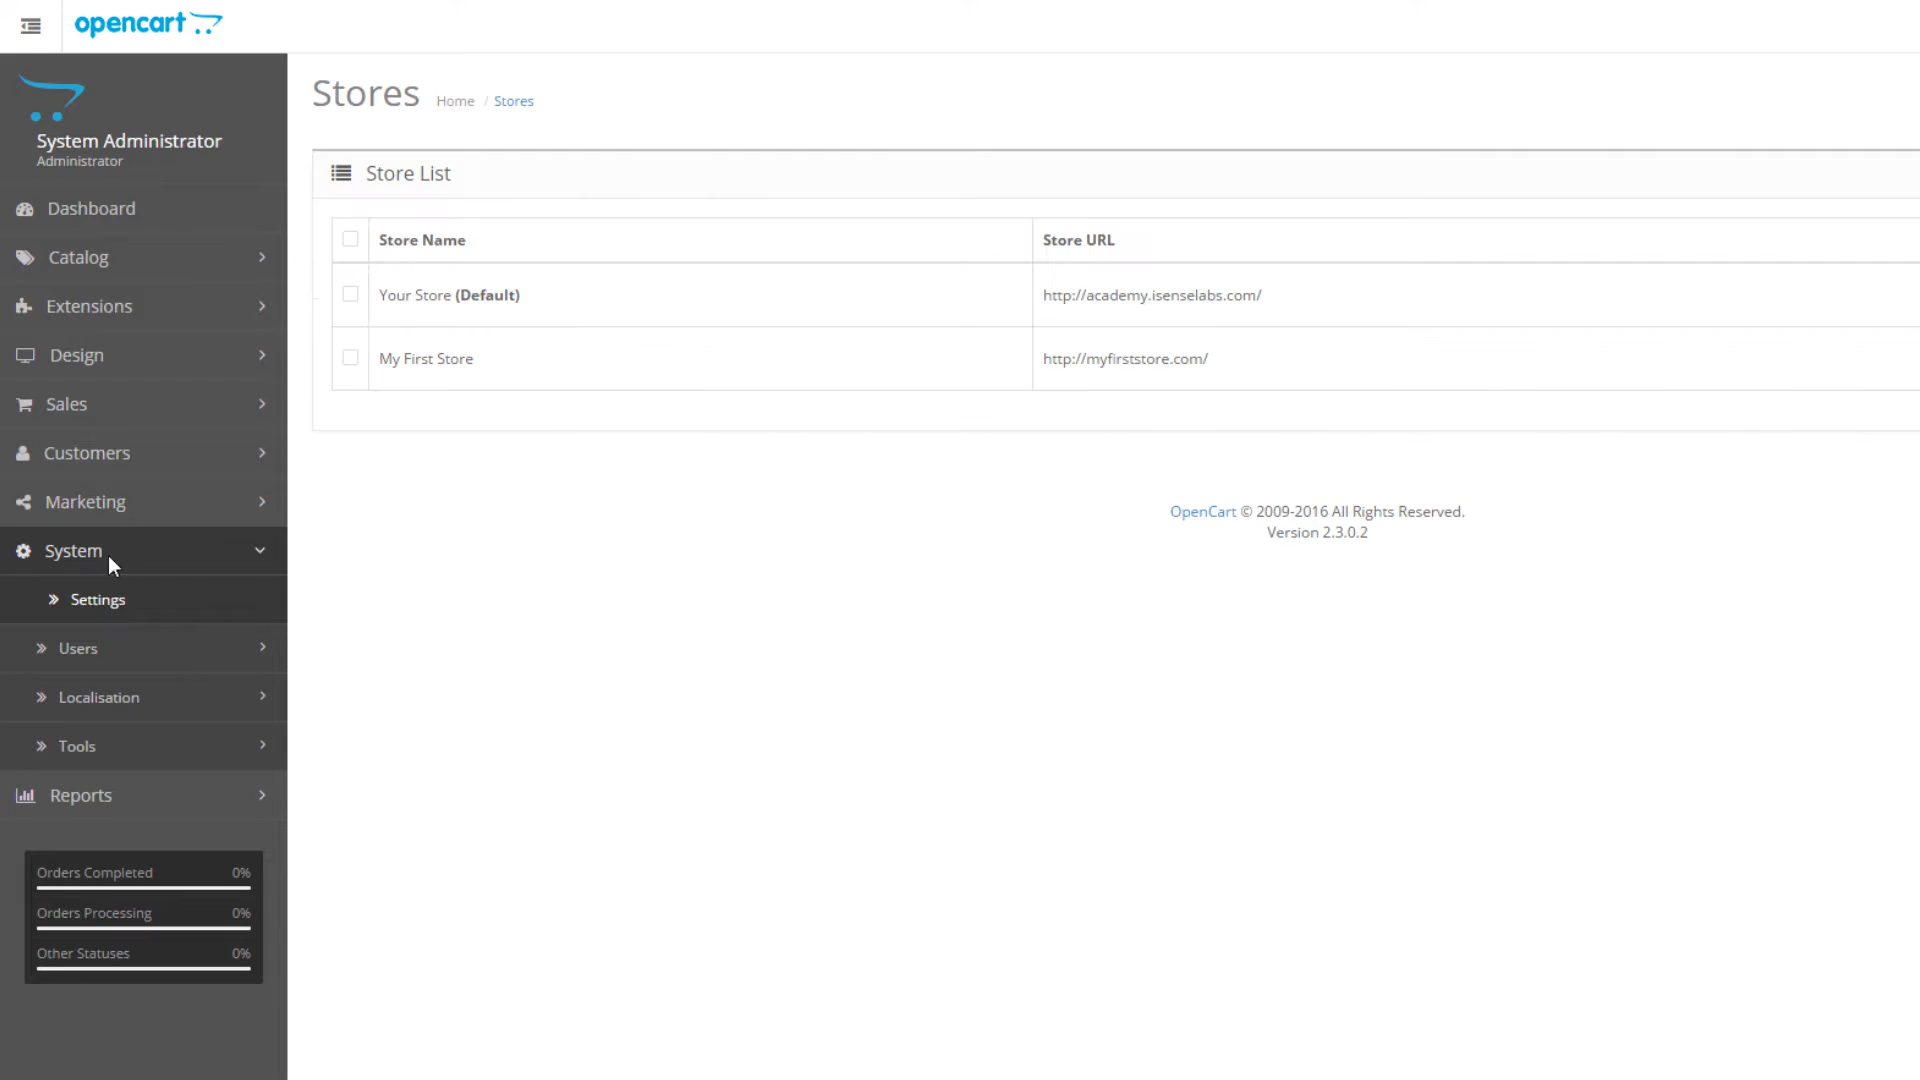 opencart
System Administrator
Administrator
Dashboard
Catalog
Extensions
Design
Sales
Customers
Marketing
System
Settings
Users
Localisation
Tools
Reports
Orders Completed 0%
Orders Processing 0%
Other Statuses 0%
Stores Home / Stores
Store List
Store Name Store URL
Your Store (Default) http://academy.isenselabs.com/
My First Store http://myfirststore.com/
OpenCart © 2009-2016 All Rights Reserved.
Version 2.3.0.2